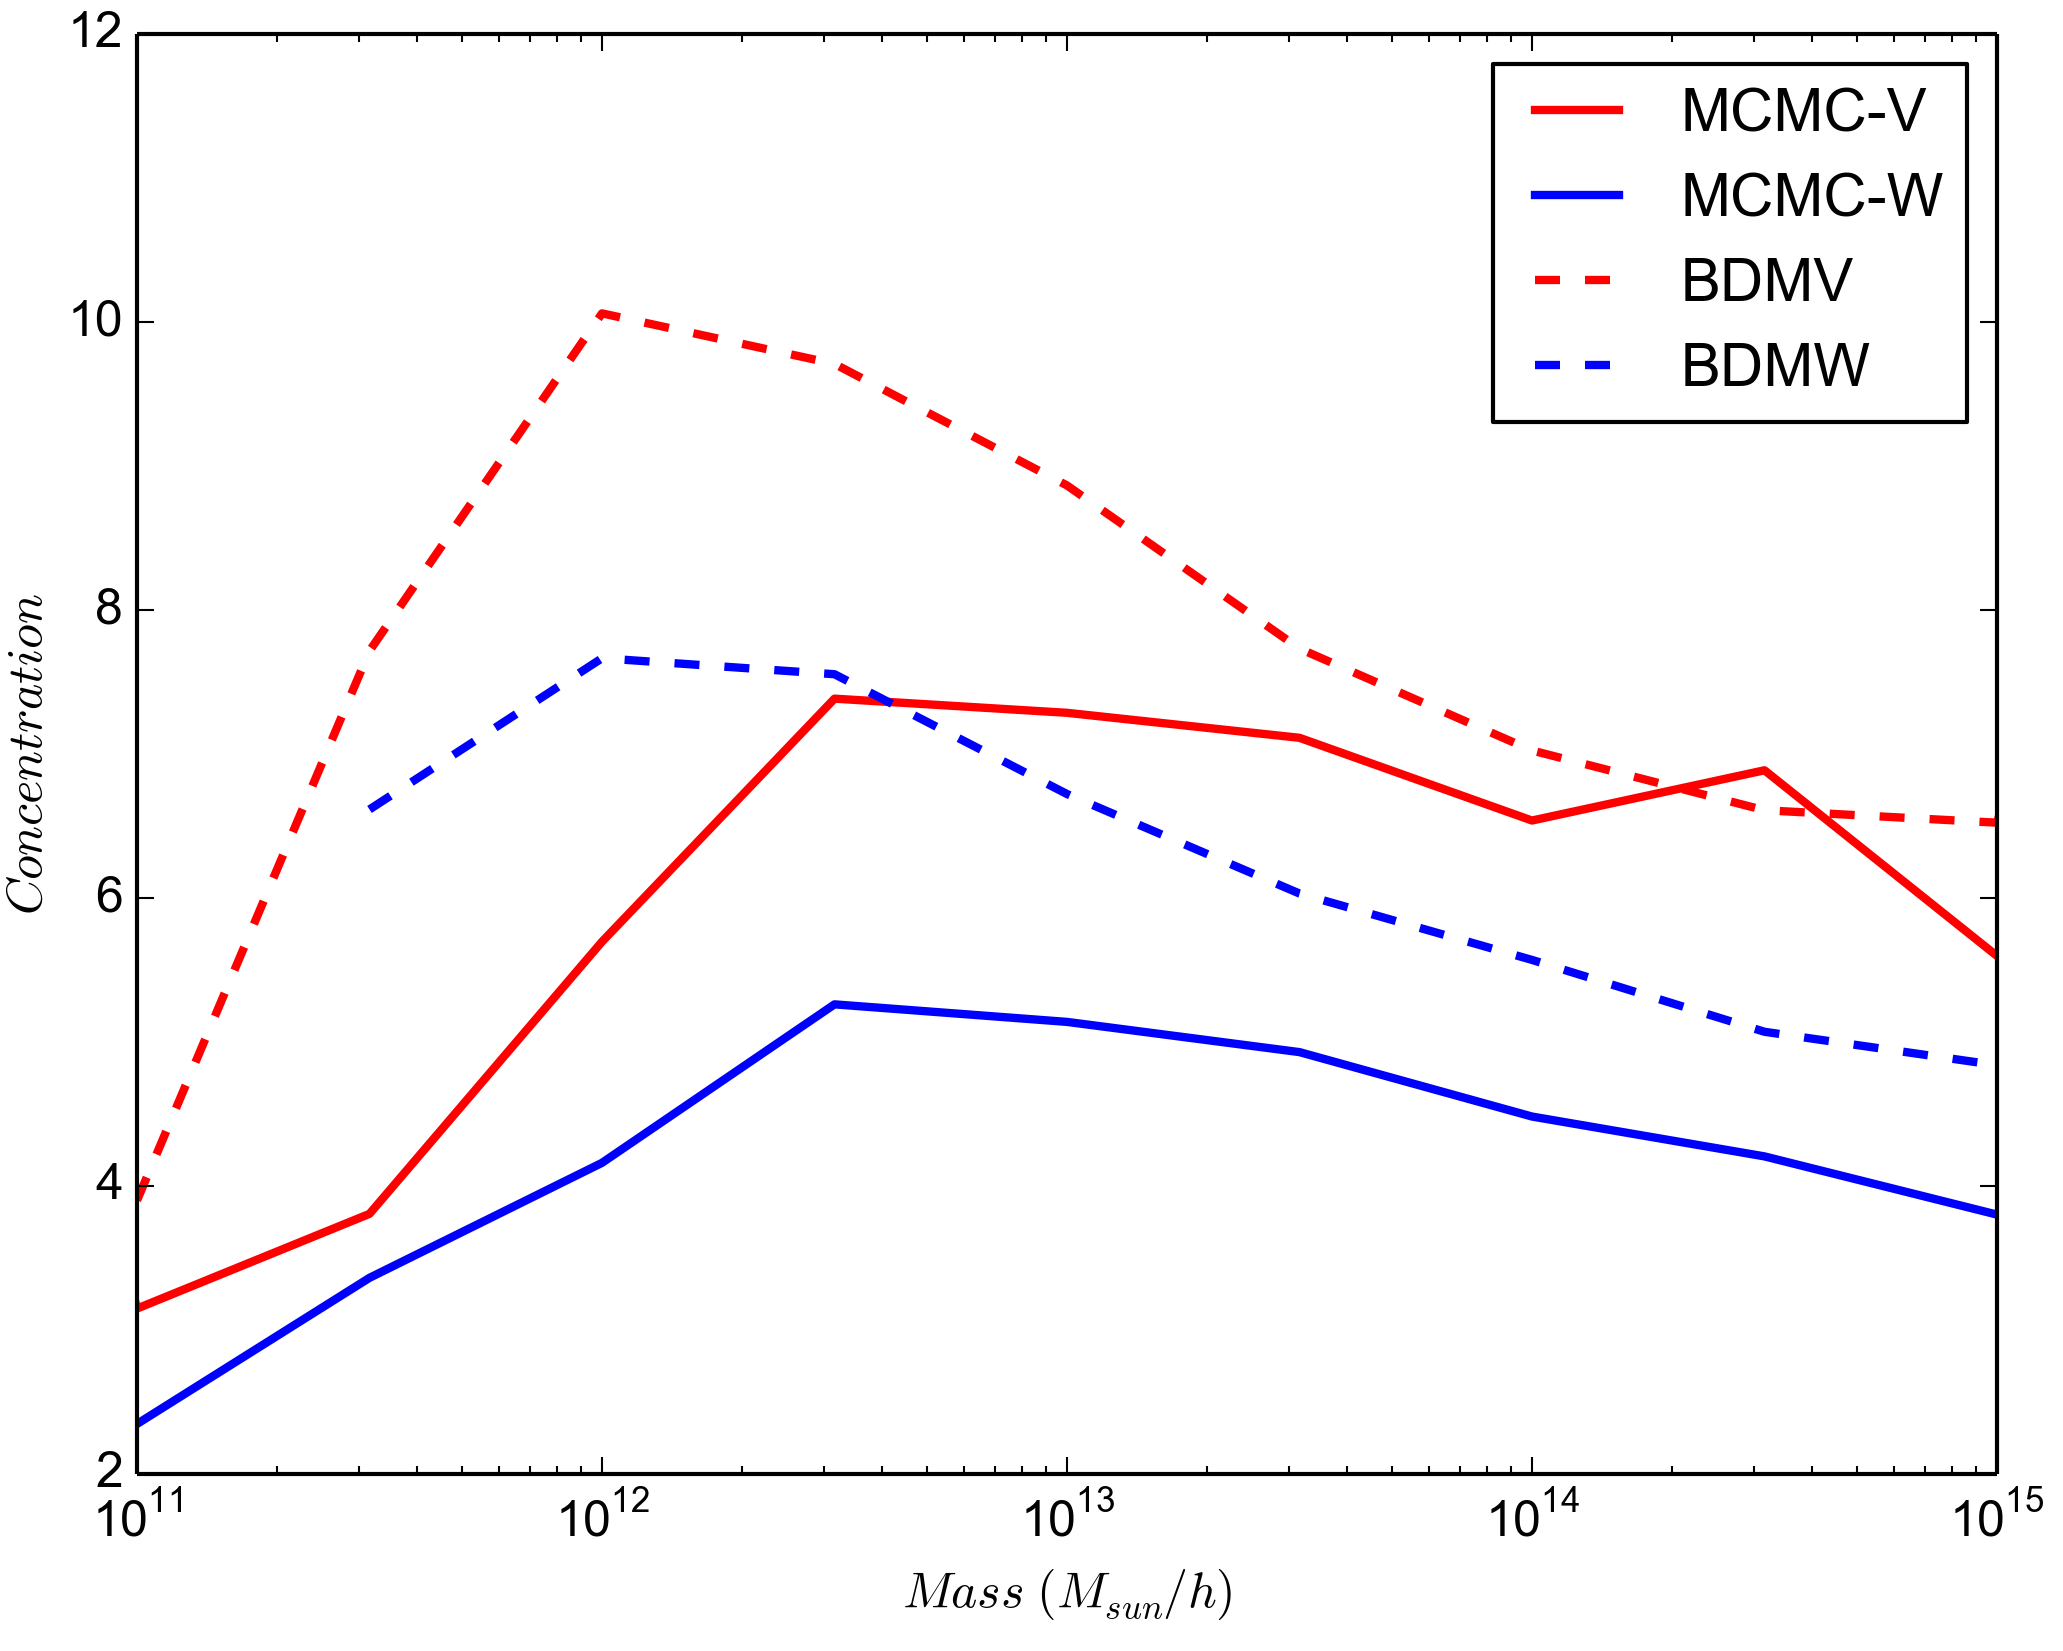 12
10
8
6
4
2
Concentration
MCMC-V
MCMC-W
BDMV
BDMW
10^11 10^12 10^13 10^14 10^15
Mass (M_sun/h)